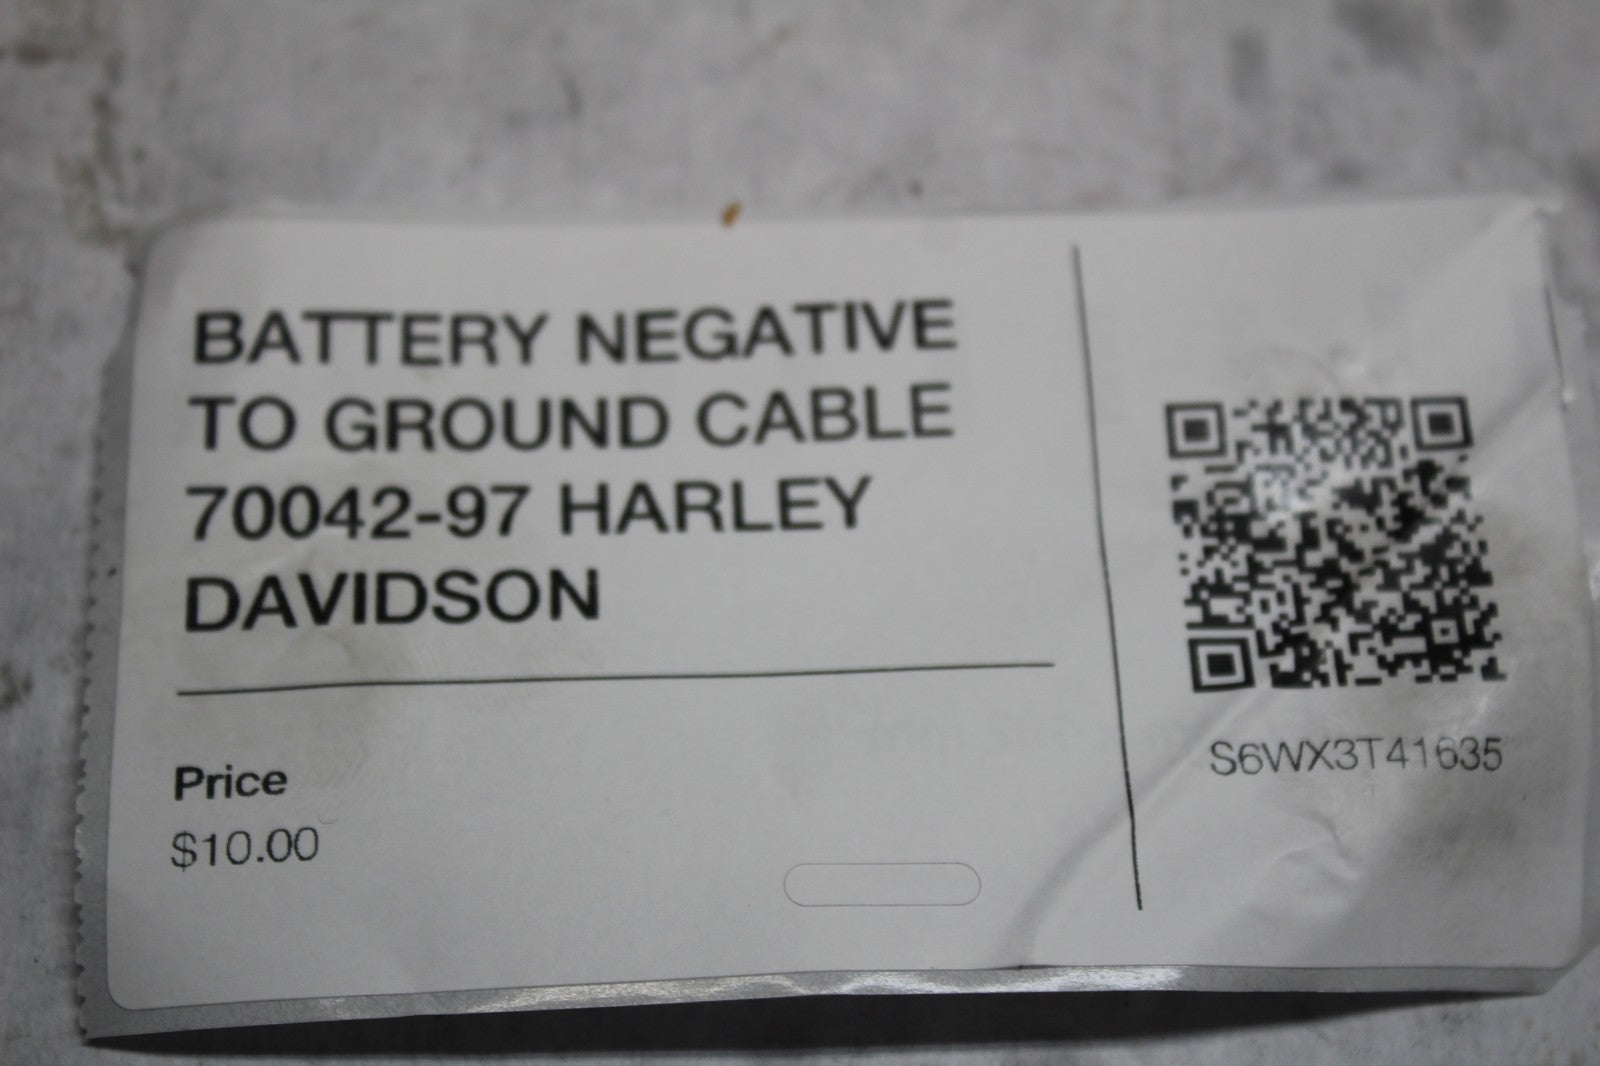 BATTERY NEGATIVE
TO GROUND CABLE
70042-97 HARLEY
DAVIDSON
Price
$10.00
S6WX3T41635